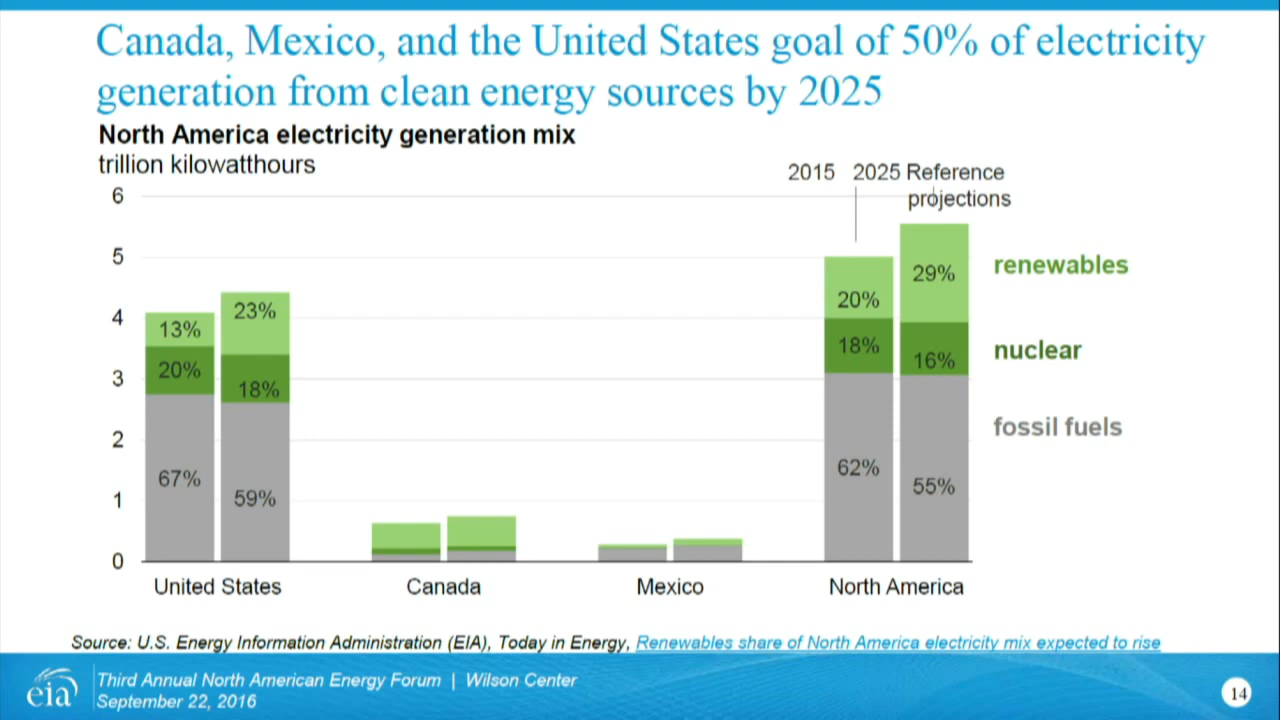 Canada, Mexico, and the United States goal of 50% of electricity
generation from clean energy sources by 2025
North America electricity generation mix
trillion kilowatthours
2015 2025 Reference
projections
6
5
4
3
2
1
0
13%
20%
67%
23%
18%
59%
20%
18%
62%
29%
16%
55%
renewables
nuclear
fossil fuels
United States
Canada
Mexico
North America
Source: U.S. Energy Information Administration (EIA), Today in Energy, Renewables share of North America electricity mix expected to rise
eia
Third Annual North American Energy Forum | Wilson Center
September 22, 2016
14